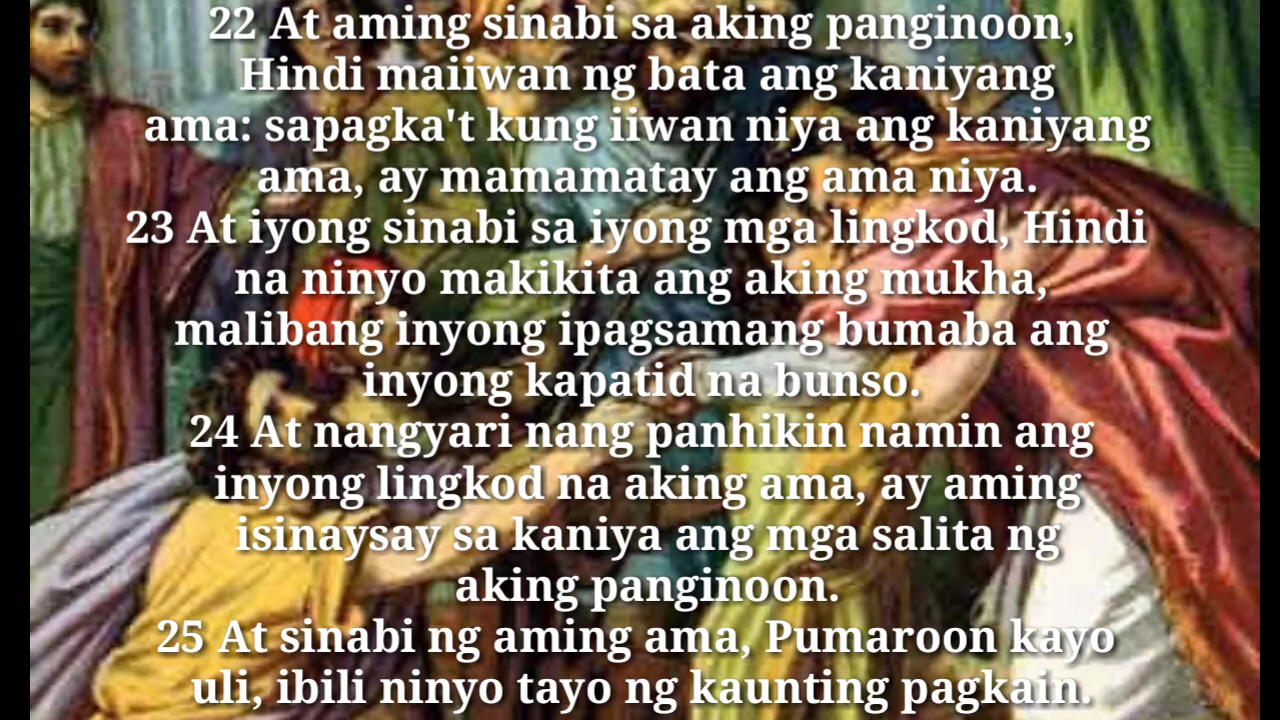 22 At aming sinabi sa aking panginoon,
Hindi maiiwan ng bata ang kaniyang
ama: sapagka't kung iiwan niya ang kaniyang
ama, ay mamamatay ang ama niya.
23 At iyong sinabi sa iyong mga lingkod, Hindi
na ninyo makikita ang aking mukha,
malibang inyong ipagsamang bumaba ang
inyong kapatid na bunso.
24 At nangyari nang panhikin namin ang
inyong lingkod na aking ama, ay aming
isinaysay sa kaniya ang mga salita ng
aking panginoon.
25 At sinabi ng aming ama, Pumaroon kayo
uli, ibili ninyo tayo ng kaunting pagkain.